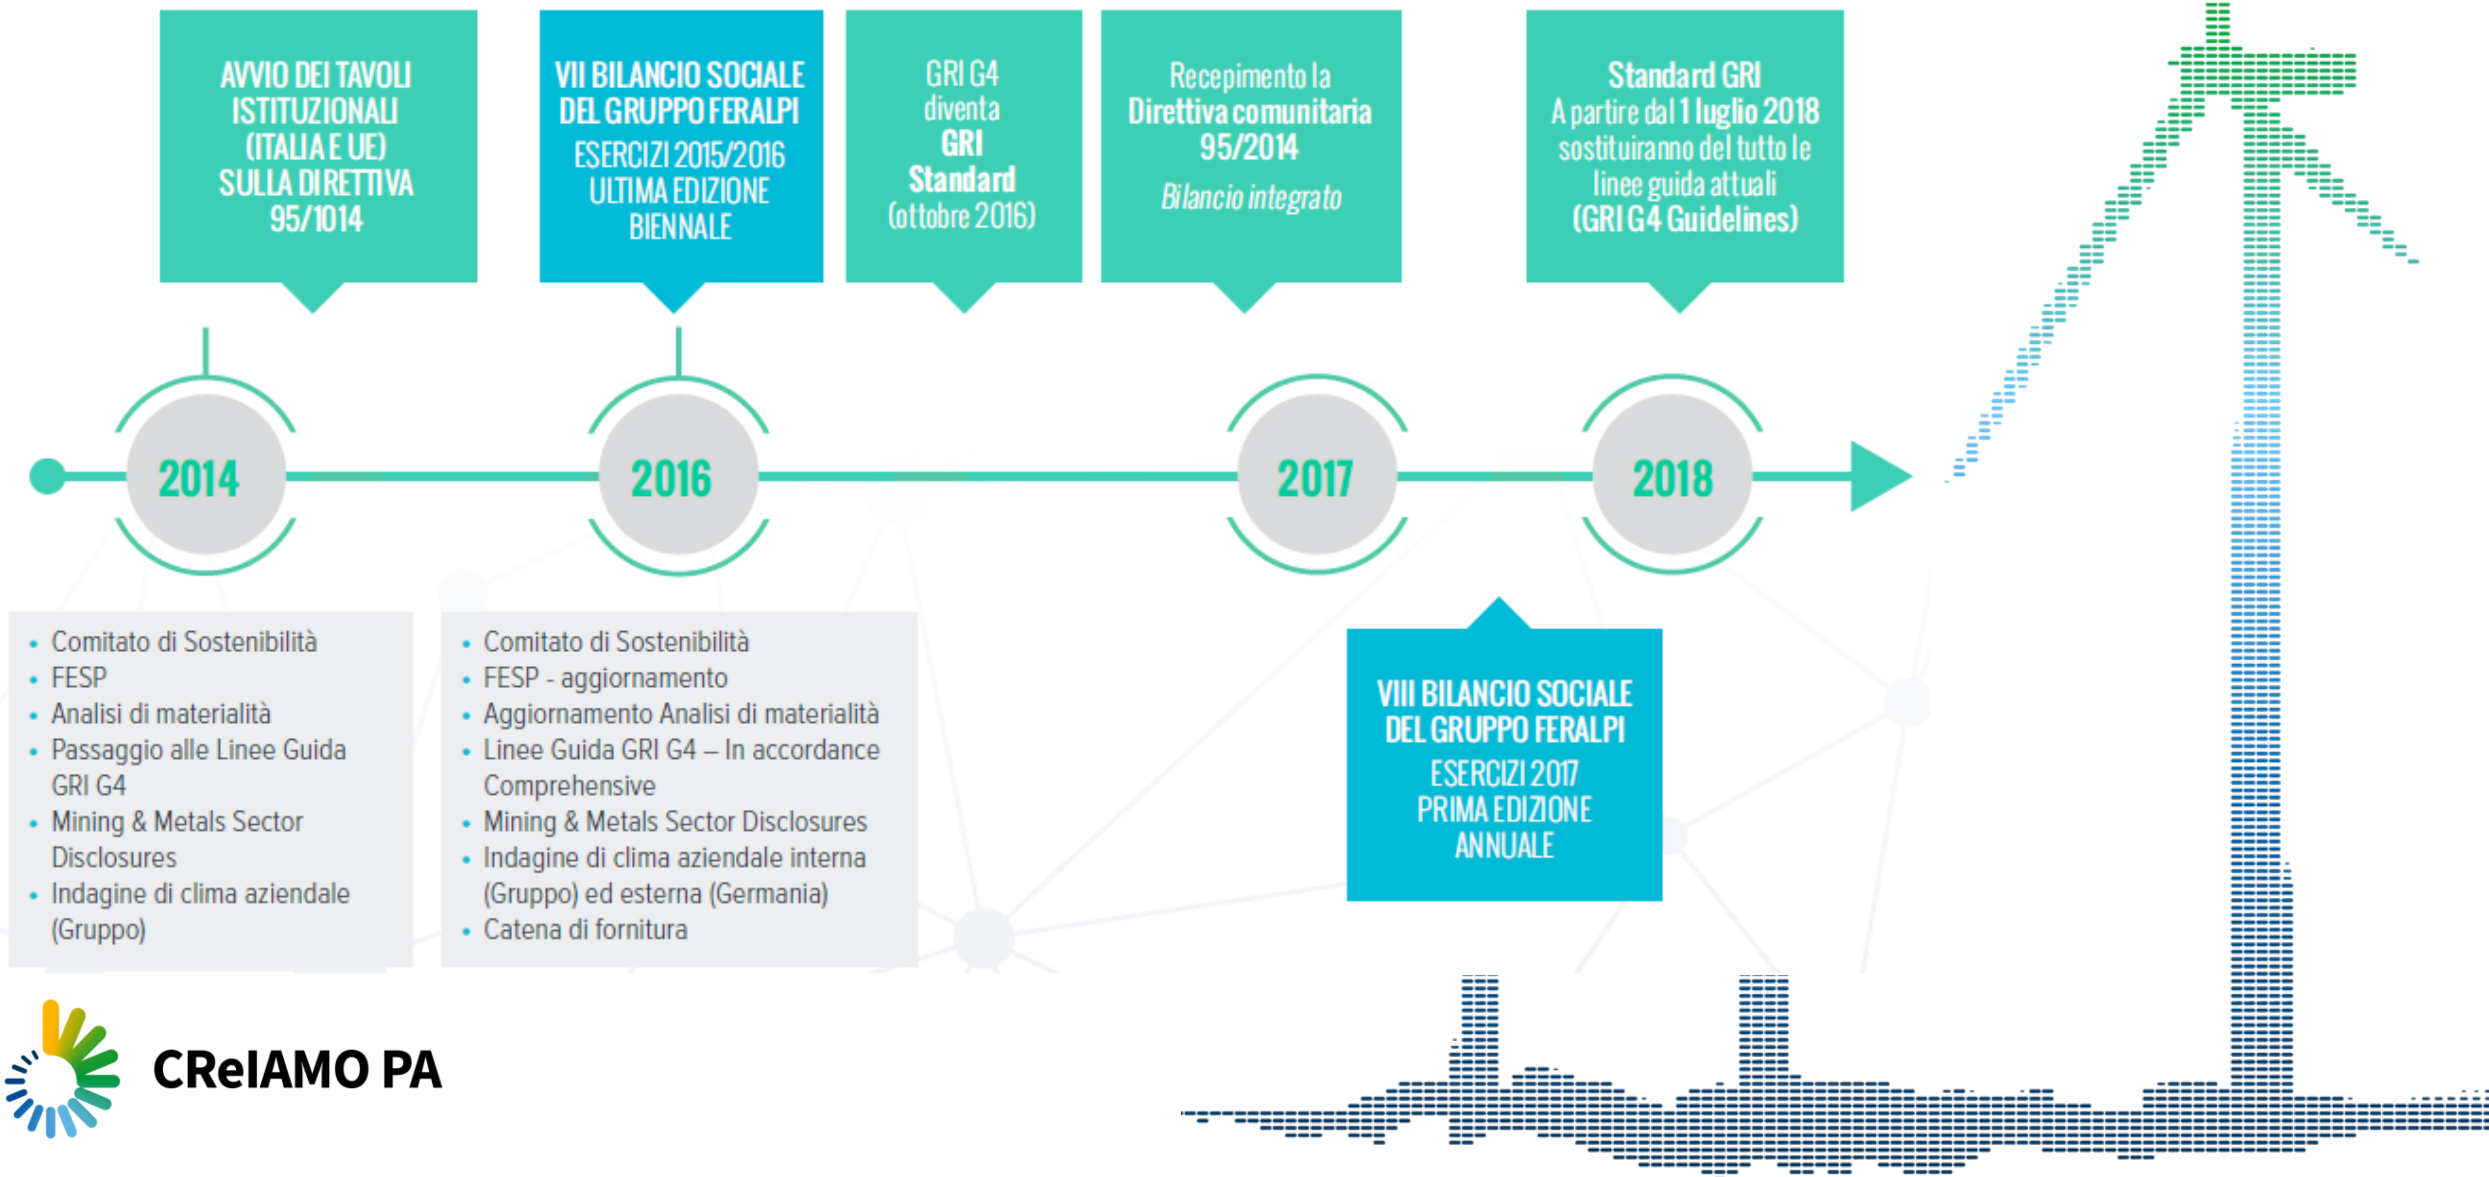 AVVIO DEI TAVOLI
ISTITUZIONALI
(ITALIA E UE)
SULLA DIRETTIVA
95/1014
VII BILANCIO SOCIALE
DEL GRUPPO FERALPI
ESERCIZI 2015/2016
ULTIMA EDIZIONE
BIENNALE
GRI G4
diventa
GRI
Standard
(ottobre 2016)
Recepimento la
Direttiva comunitaria
95/2014
Bilancio integrato
Standard GRI
A partire dal 1 luglio 2018
sostituiranno del tutto le
linee guida attuali
(GRI G4 Guidelines)
2014
2016
2017
2018
• Comitato di Sostenibilità
• FESP
• Analisi di materialità
• Passaggio alle Linee Guida
GRI G4
• Mining & Metals Sector
Disclosures
• Indagine di clima aziendale
(Gruppo)
• Comitato di Sostenibilità
• FESP - aggiornamento
• Aggiornamento Analisi di materialità
• Linee Guida GRI G4 – In accordance
Comprehensive
• Mining & Metals Sector Disclosures
• Indagine di clima aziendale interna
(Gruppo) ed esterna (Germania)
• Catena di fornitura
VIII BILANCIO SOCIALE
DEL GRUPPO FERALPI
ESERCIZI 2017
PRIMA EDIZIONE
ANNUALE
CReIAMO PA